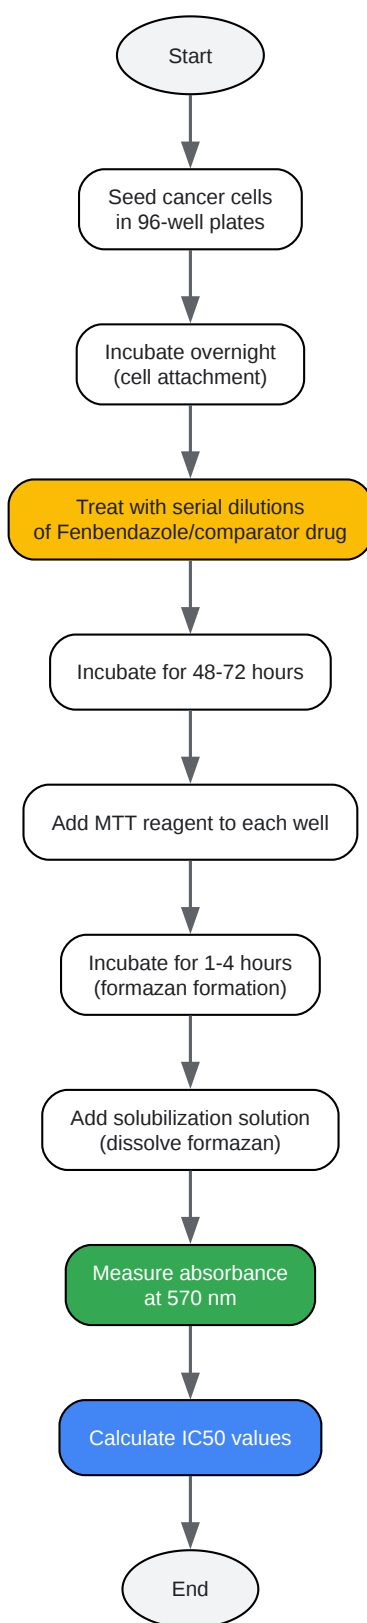 Start
Seed cancer cells
in 96-well plates
Incubate overnight
(cell attachment)
Treat with serial dilutions
of Fenbendazole/comparator drug
Incubate for 48-72 hours
Add MTT reagent to each well
Incubate for 1-4 hours
(formazan formation)
Add solubilization solution
(dissolve formazan)
Measure absorbance
at 570 nm
Calculate IC50 values
End